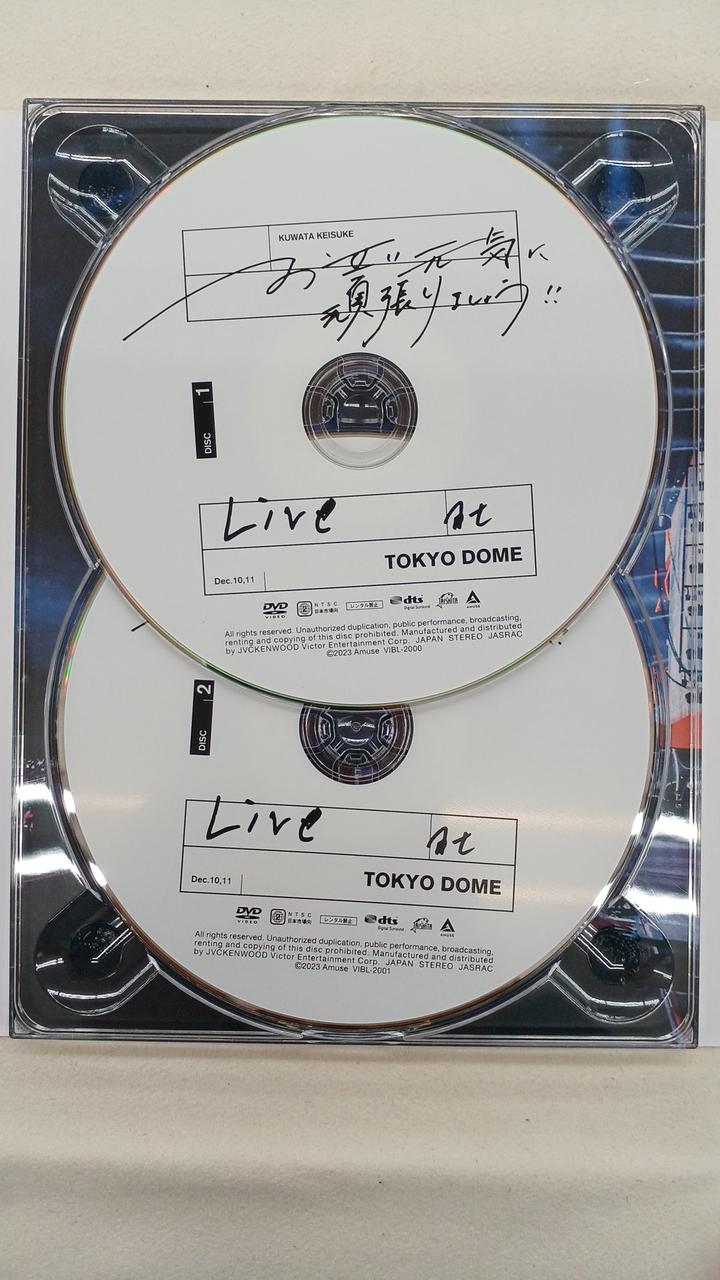 KUWATA KEISUKE
お互い元気に
頑張りましょう!!
DISC 1
Live at
TOKYO DOME
Dec.10,11
DVD VIDEO 2 NTSC 日本市場向 レンタル禁止 dts Digital Surround AMUSE
All rights reserved. Unauthorized duplication, public performance, broadcasting,
renting and copying of this disc prohibited. Manufactured and distributed
by JVCKENWOOD Victor Entertainment Corp. JAPAN STEREO JASRAC
©2023 Amuse VIBL-2000
DISC 2
Live at
Dec.10,11 TOKYO DOME
DVD VIDEO 2 NTSC 日本市場向 レンタル禁止 dts Digital Surround AMUSE
All rights reserved. Unauthorized duplication, public performance, broadcasting,
renting and copying of this disc prohibited. Manufactured and distributed
by JVCKENWOOD Victor Entertainment Corp. JAPAN STEREO JASRAC
©2023 Amuse VIBL-2001